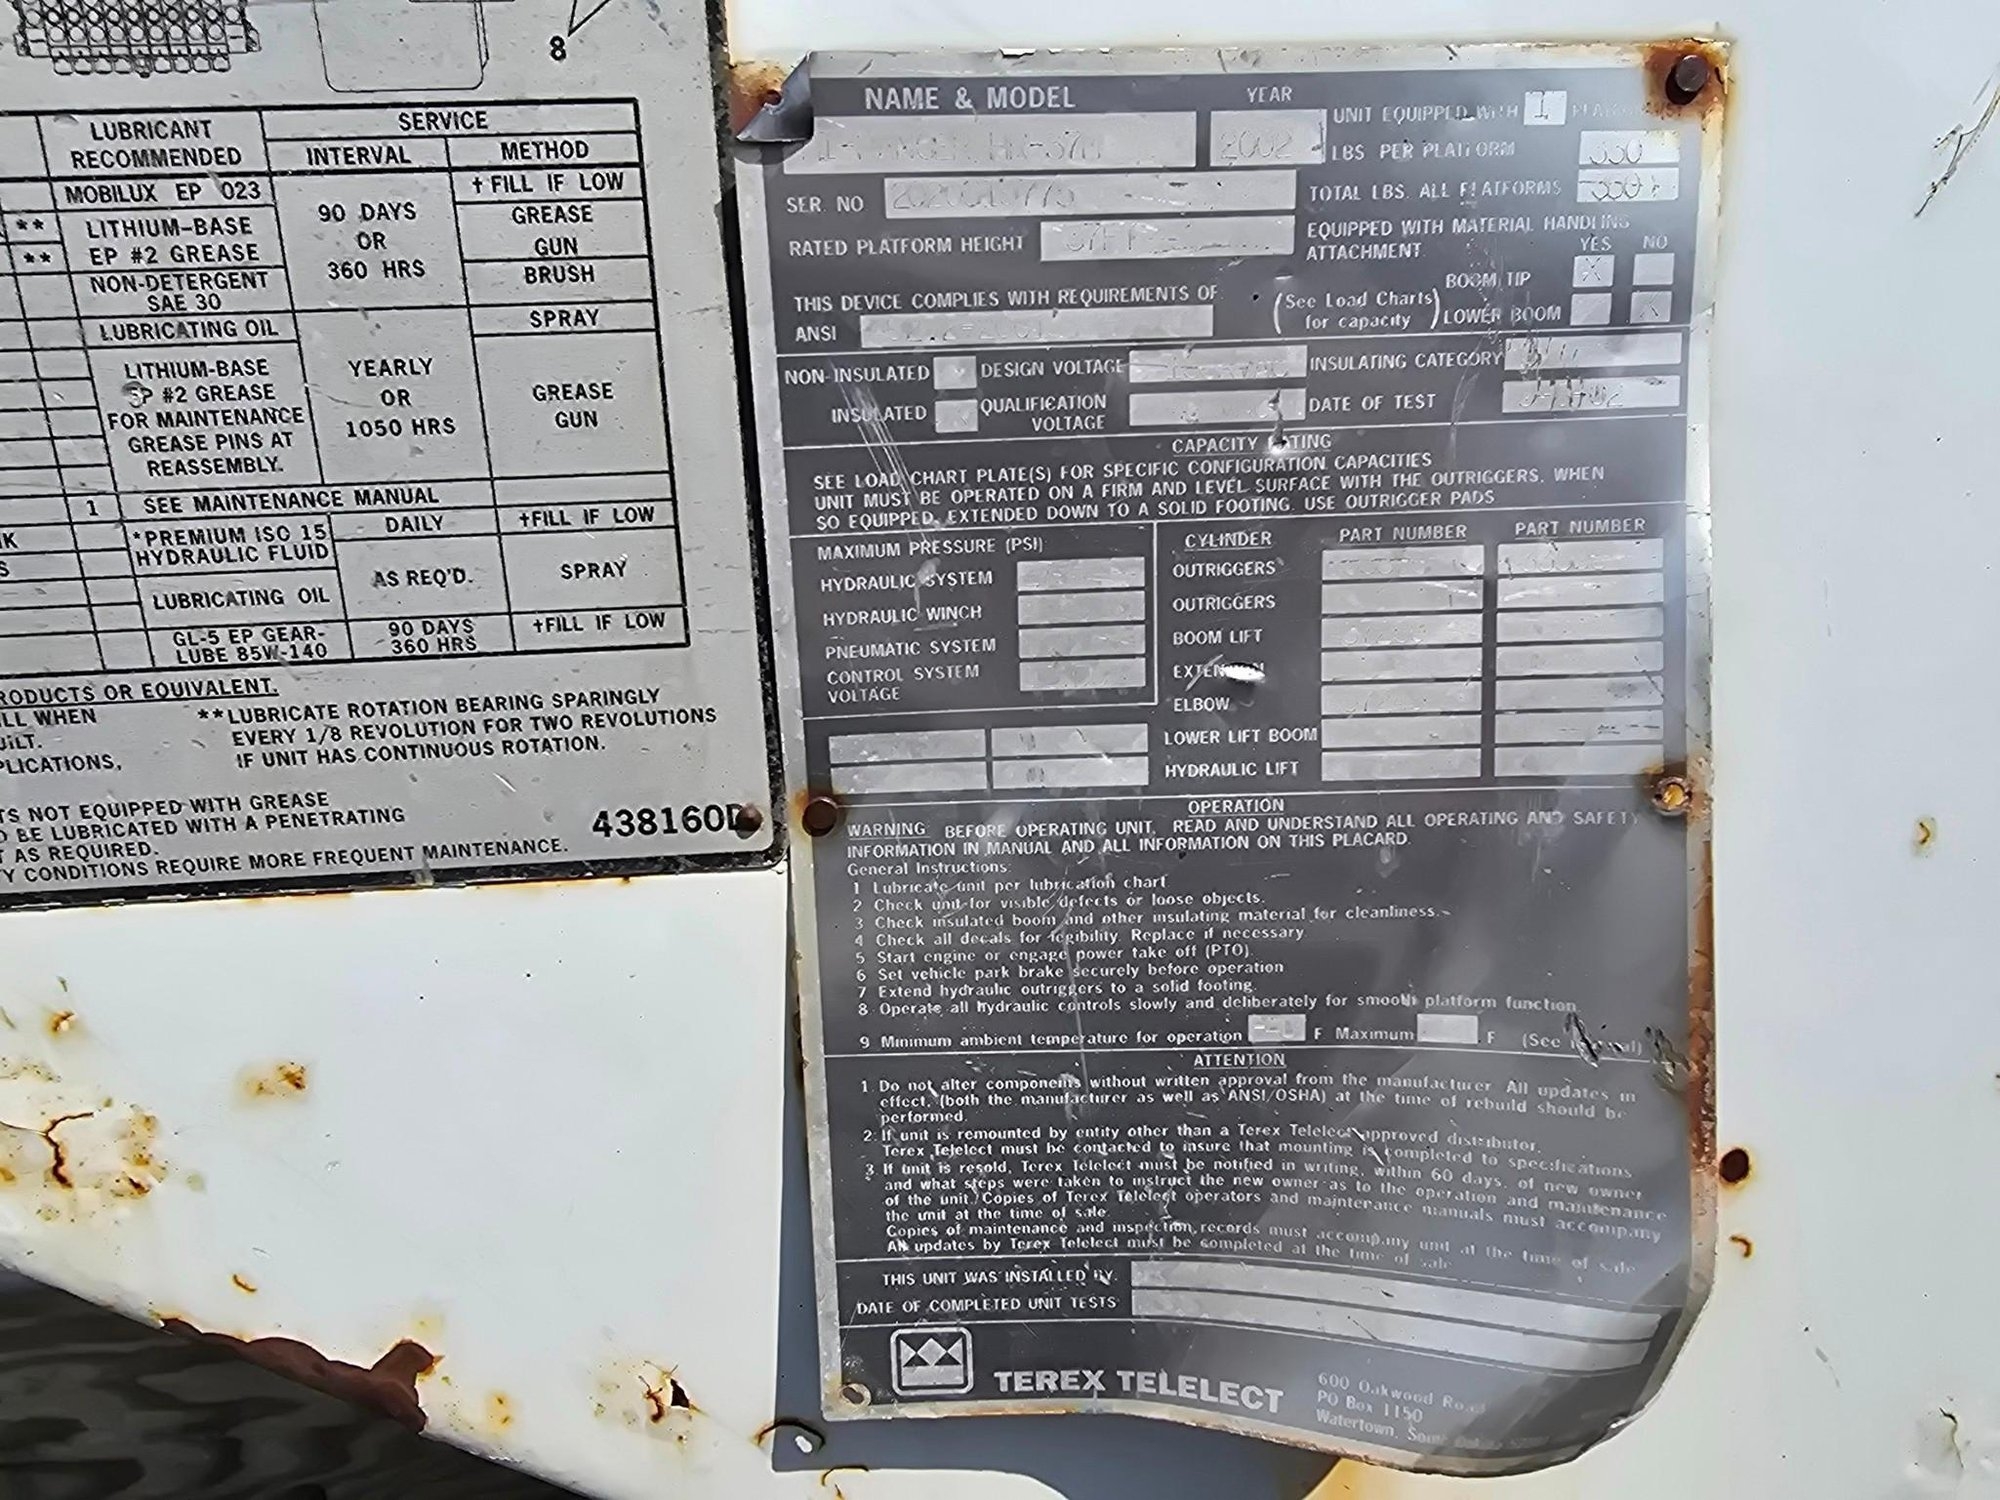 8
LUBRICANT
RECOMMENDED
SERVICE
INTERVAL
METHOD
MOBILUX EP 023
** LITHIUM-BASE
** EP #2 GREASE
NON-DETERGENT
SAE 30
LUBRICATING OIL
90 DAYS
OR
360 HRS
† FILL IF LOW
GREASE
GUN
BRUSH
SPRAY
LITHIUM-BASE
EP #2 GREASE
FOR MAINTENANCE
GREASE PINS AT
REASSEMBLY.
YEARLY
OR
1050 HRS
GREASE
GUN
1 SEE MAINTENANCE MANUAL
*PREMIUM ISO 15
HYDRAULIC FLUID
DAILY
†FILL IF LOW
LUBRICATING OIL
AS REQ'D.
SPRAY
GL-5 EP GEAR-
LUBE 85W-140
90 DAYS
360 HRS
†FILL IF LOW
PRODUCTS OR EQUIVALENT.
WHEN
**LUBRICATE ROTATION BEARING SPARINGLY
EVERY 1/8 REVOLUTION FOR TWO REVOLUTIONS
IF UNIT HAS CONTINUOUS ROTATION.
NOT EQUIPPED WITH GREASE
BE LUBRICATED WITH A PENETRATING
AS REQUIRED.
CONDITIONS REQUIRE MORE FREQUENT MAINTENANCE.
438160D
NAME & MODEL
YEAR
2002
UNIT EQUIPPED WITH 1
LBS PER PLATFORM 350
SER. NO
TOTAL LBS. ALL PLATFORMS 350
RATED PLATFORM HEIGHT 37FT
EQUIPPED WITH MATERIAL HANDLING
ATTACHMENT
YES NO
BOOM TIP X
(See Load Charts
for capacity)
LOWER BOOM X
THIS DEVICE COMPLIES WITH REQUIREMENTS OF
ANSI
NON-INSULATED
DESIGN VOLTAGE
INSULATING CATEGORY
INSULATED
QUALIFICATION
VOLTAGE
DATE OF TEST
CAPACITY RATING
SEE LOAD CHART PLATE(S) FOR SPECIFIC CONFIGURATION CAPACITIES
UNIT MUST BE OPERATED ON A FIRM AND LEVEL SURFACE WITH THE OUTRIGGERS, WHEN
SO EQUIPPED, EXTENDED DOWN TO A SOLID FOOTING. USE OUTRIGGER PADS
MAXIMUM PRESSURE (PSI)
HYDRAULIC SYSTEM
HYDRAULIC WINCH
PNEUMATIC SYSTEM
CONTROL SYSTEM
VOLTAGE
CYLINDER
PART NUMBER
PART NUMBER
OUTRIGGERS
OUTRIGGERS
BOOM LIFT
EXTENSION
ELBOW
LOWER LIFT BOOM
HYDRAULIC LIFT
OPERATION
WARNING: BEFORE OPERATING UNIT, READ AND UNDERSTAND ALL OPERATING AND SAFETY
INFORMATION IN MANUAL AND ALL INFORMATION ON THIS PLACARD.
General Instructions:
1 Lubricate unit per lubrication chart
2 Check unit for visible defects or loose objects.
3 Check insulated boom and other insulating material for cleanliness.
4 Check all decals for legibility. Replace if necessary
5 Start engine or engage power take off (PTO).
6 Set vehicle park brake securely before operation
7 Extend hydraulic outriggers to a solid footing.
8 Operate all hydraulic controls slowly and deliberately for smooth platform function
9 Minimum ambient temperature for operation F Maximum F (See
ATTENTION
1. Do not alter components without written approval from the manufacturer. All updates in
effect, (both the manufacturer as well as ANSI/OSHA) at the time of rebuild should be
performed.
2. If unit is remounted by entity other than a Terex Telelect approved distributor,
Terex Telelect must be contacted to insure that mounting is completed to specifications
3. If unit is resold, Terex Telelect must be notified in writing, within 60 days, of new owner
and what steps were taken to instruct the new owner as to the operation and maintenance
of the unit. Copies of Terex Telelect operators and maintenance manuals must accompany
the unit at the time of sale.
Copies of maintenance and inspection records must accompany unit at the time of sale
All updates by Terex Telelect must be completed at the time of sale
THIS UNIT WAS INSTALLED BY:
DATE OF COMPLETED UNIT TESTS
TEREX TELELECT
600 Oakwood Road
PO Box 1150
Watertown, South